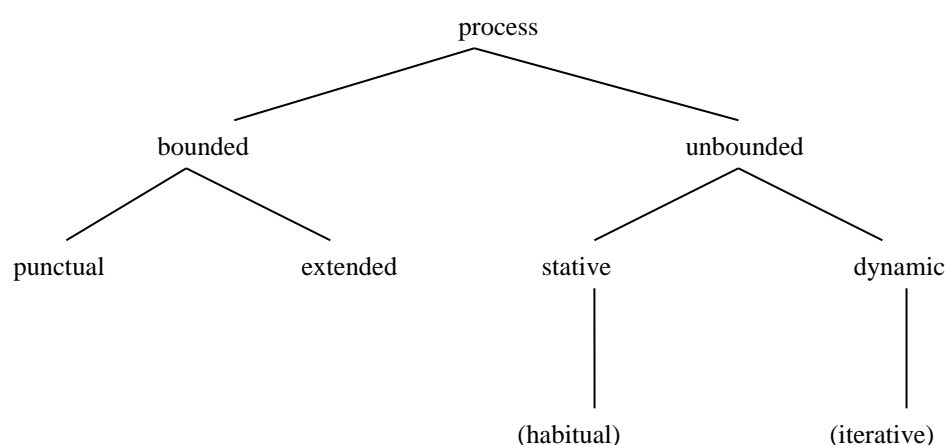 process
bounded unbounded
punctual extended stative dynamic
(habitual) (iterative)